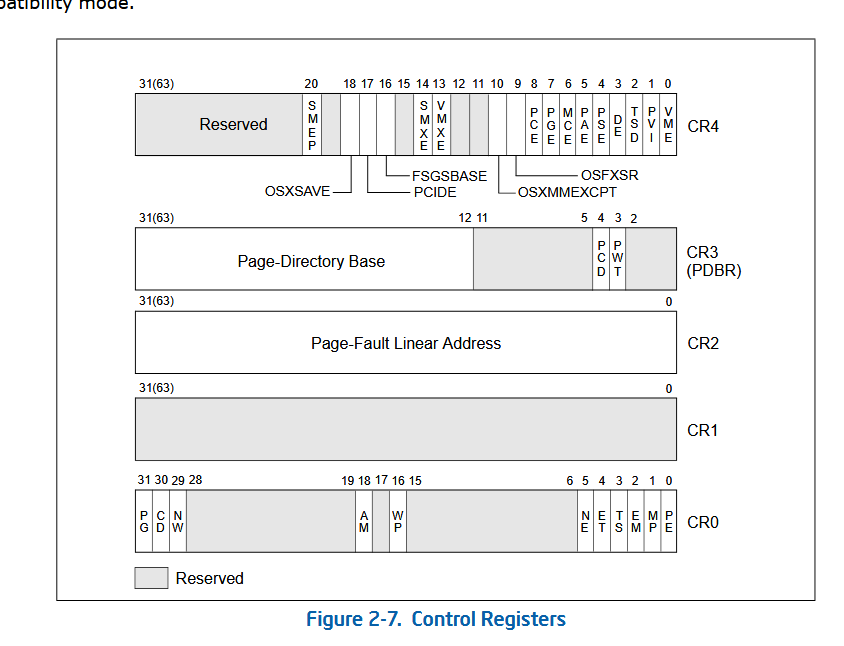 patibility mode.
31(63) 20 18 17 16 15 14 13 12 11 10 9 8 7 6 5 4 3 2 1 0
Reserved SMEP SMXE VMXE PCE PGE MCE PAE PSE DE TSD PVI VME CR4
FSGSBASE OSFXSR
OSXSAVE PCIDE OSXMMEXCPT
31(63) 12 11 5 4 3 2
Page-Directory Base PCD PWT CR3
(PDBR)
31(63) 0
Page-Fault Linear Address CR2
31(63) 0
CR1
31 30 29 28 19 18 17 16 15 6 5 4 3 2 1 0
PG CD NW AM WP NE ET TS EM MP PE CR0
Reserved
Figure 2-7. Control Registers